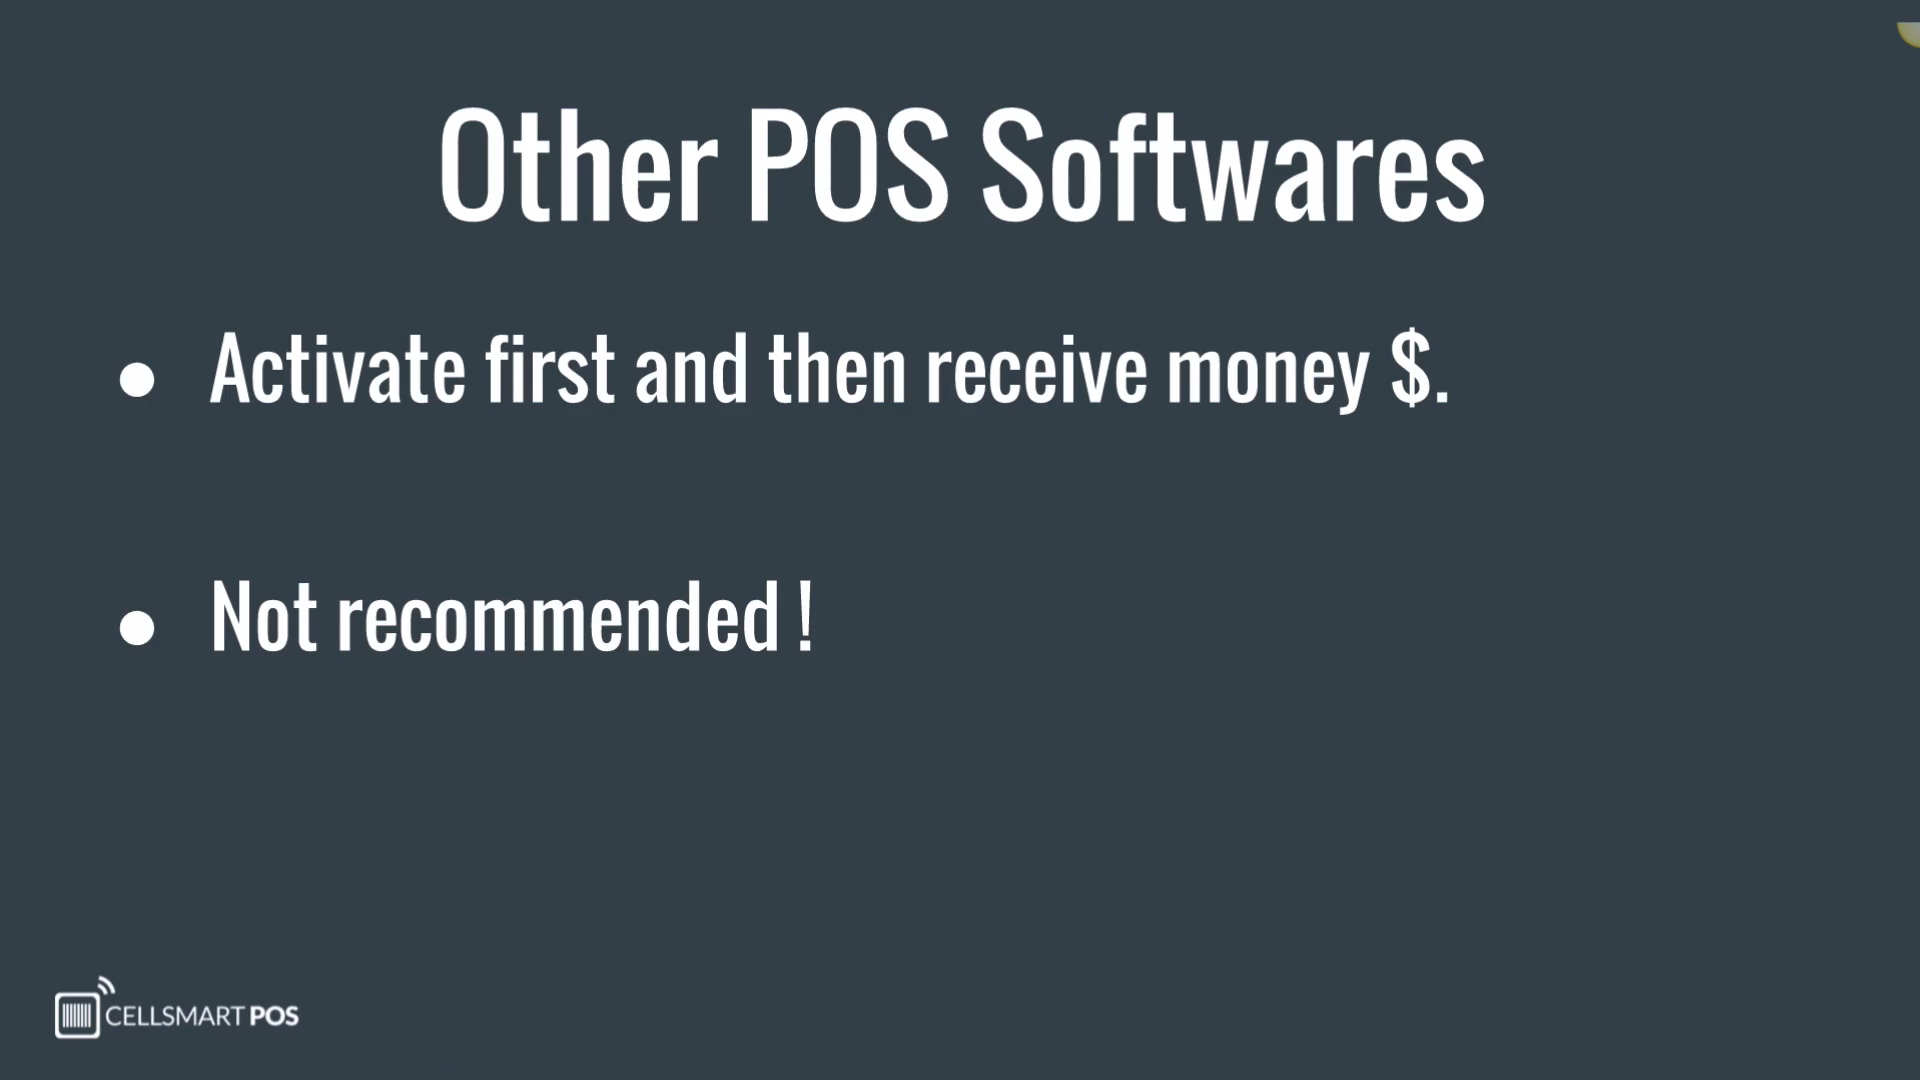 Other POS Softwares
● Activate first and then receive money $.
● Not recommended !
CELLSMART POS